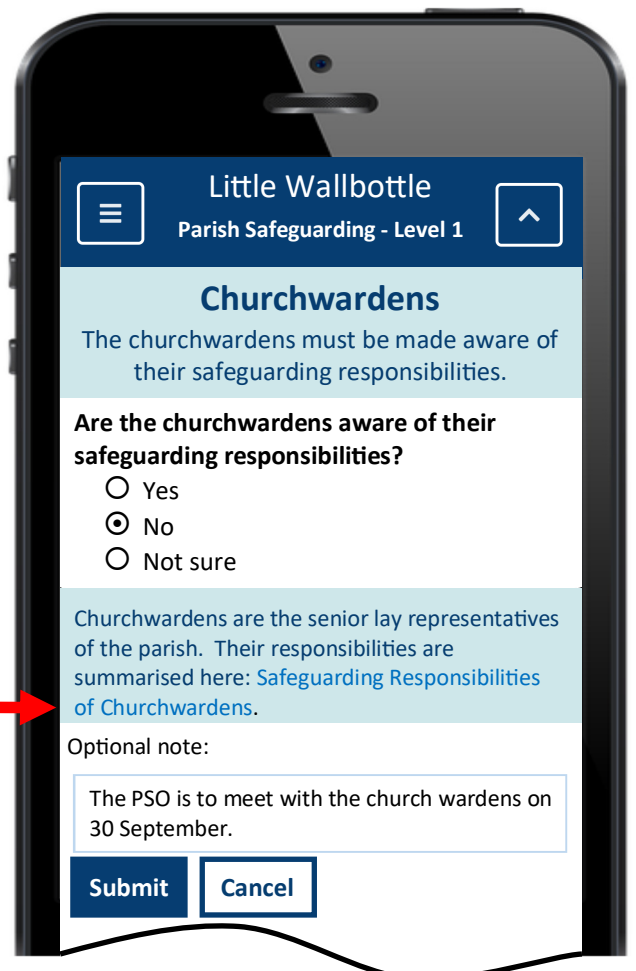 Little Wallbottle
Parish Safeguarding - Level 1
Churchwardens
The churchwardens must be made aware of
their safeguarding responsibilities.
Are the churchwardens aware of their
safeguarding responsibilities?
Yes
No
Not sure
Churchwardens are the senior lay representatives
of the parish. Their responsibilities are
summarised here: Safeguarding Responsibilities
of Churchwardens.
Optional note:
The PSO is to meet with the church wardens on
30 September.
Submit Cancel